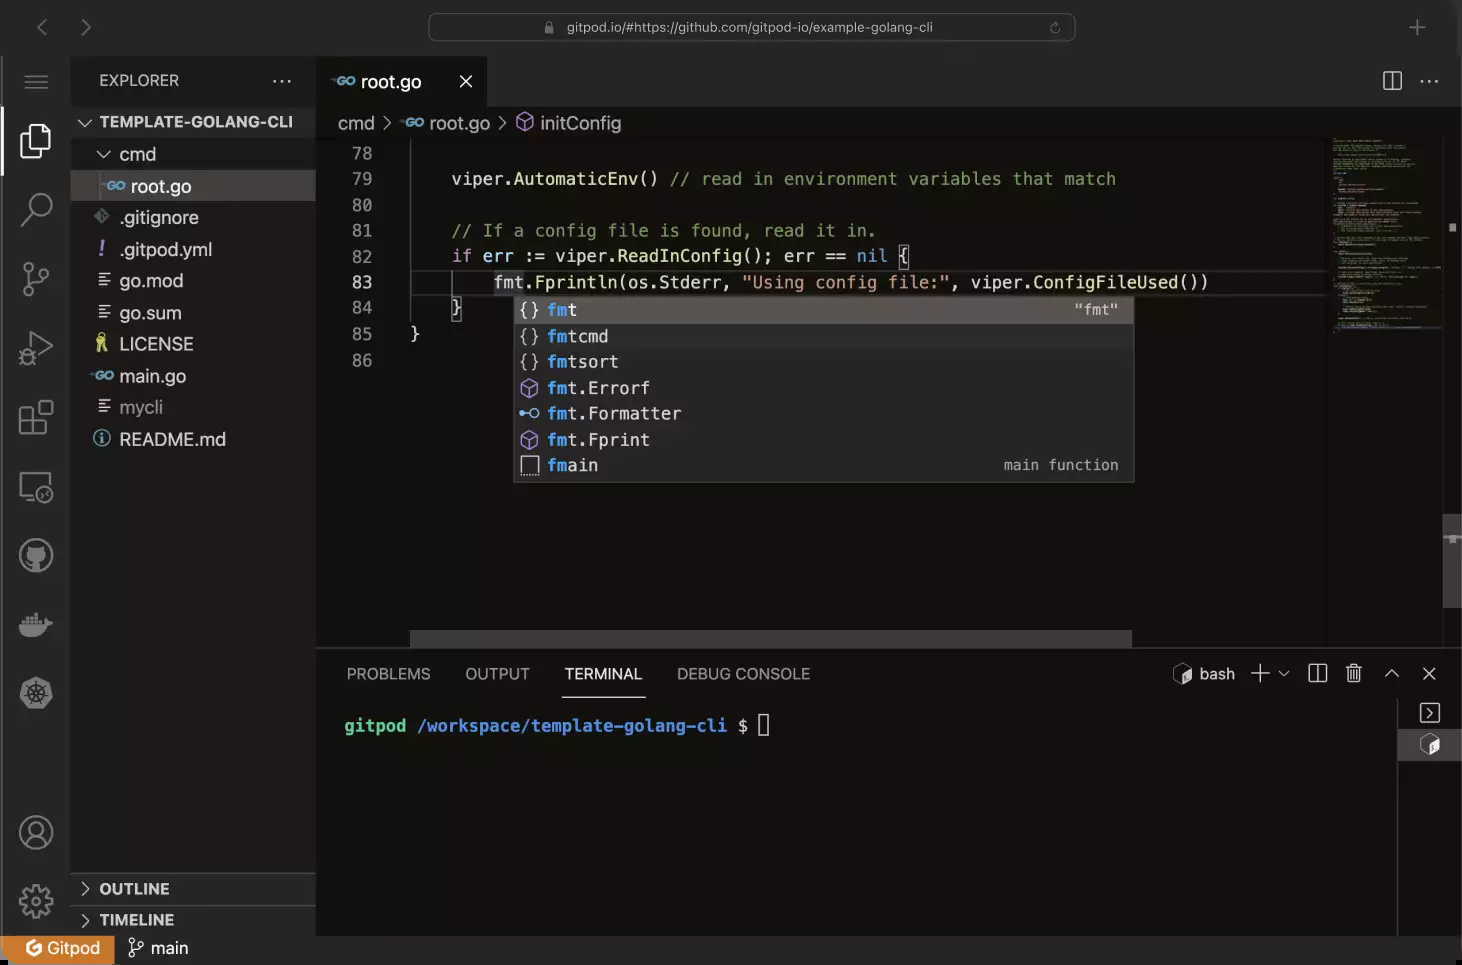 gitpod.io/#https://github.com/gitpod-io/example-golang-cli
EXPLORER
TEMPLATE-GOLANG-CLI
cmd
GO root.go
.gitignore
! .gitpod.yml
go.mod
go.sum
LICENSE
GO main.go
mycli
README.md
OUTLINE
TIMELINE
GO root.go
cmd > GO root.go > initConfig
78
79 viper.AutomaticEnv() // read in environment variables that match
80
81 // If a config file is found, read it in.
82 if err := viper.ReadInConfig(); err == nil {
83 fmt.Fprintln(os.Stderr, "Using config file:", viper.ConfigFileUsed())
84 }
85 }
86
{} fmt "fmt"
{} fmtcmd
{} fmtsort
fmt.Errorf
fmt.Formatter
fmt.Fprint
fmain main function
PROBLEMS OUTPUT TERMINAL DEBUG CONSOLE bash
gitpod /workspace/template-golang-cli $
Gitpod main